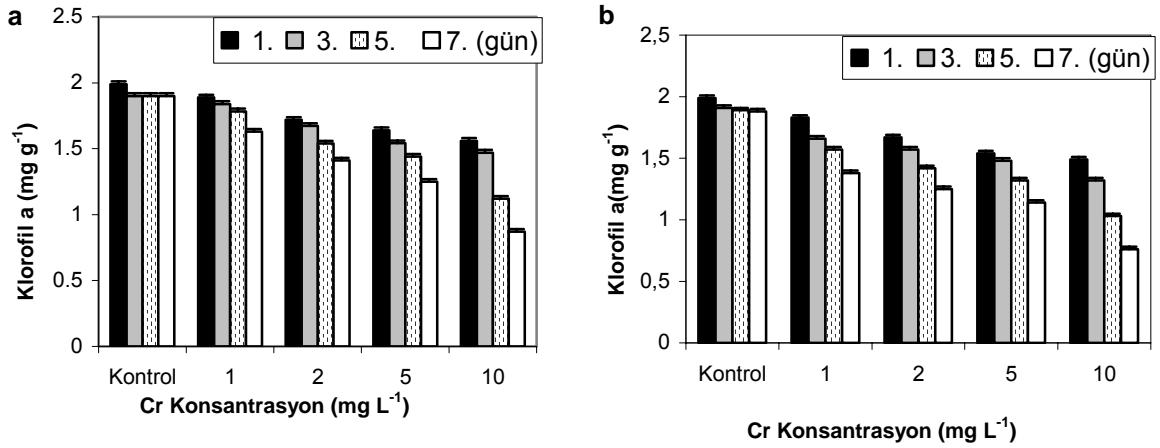 a
2.5
1. 3. 5. 7. (gün)
2
1.5
1
0.5
0
Klorofil a (mg g⁻¹)
Kontrol 1 2 5 10
Cr Konsantrasyon (mg L⁻¹)
b
2,5
1. 3. 5. 7. (gün)
2
1,5
1
0,5
0
Klorofil a(mg g⁻¹)
Kontrol 1 2 5 10
Cr Konsantrasyon (mg L⁻¹)